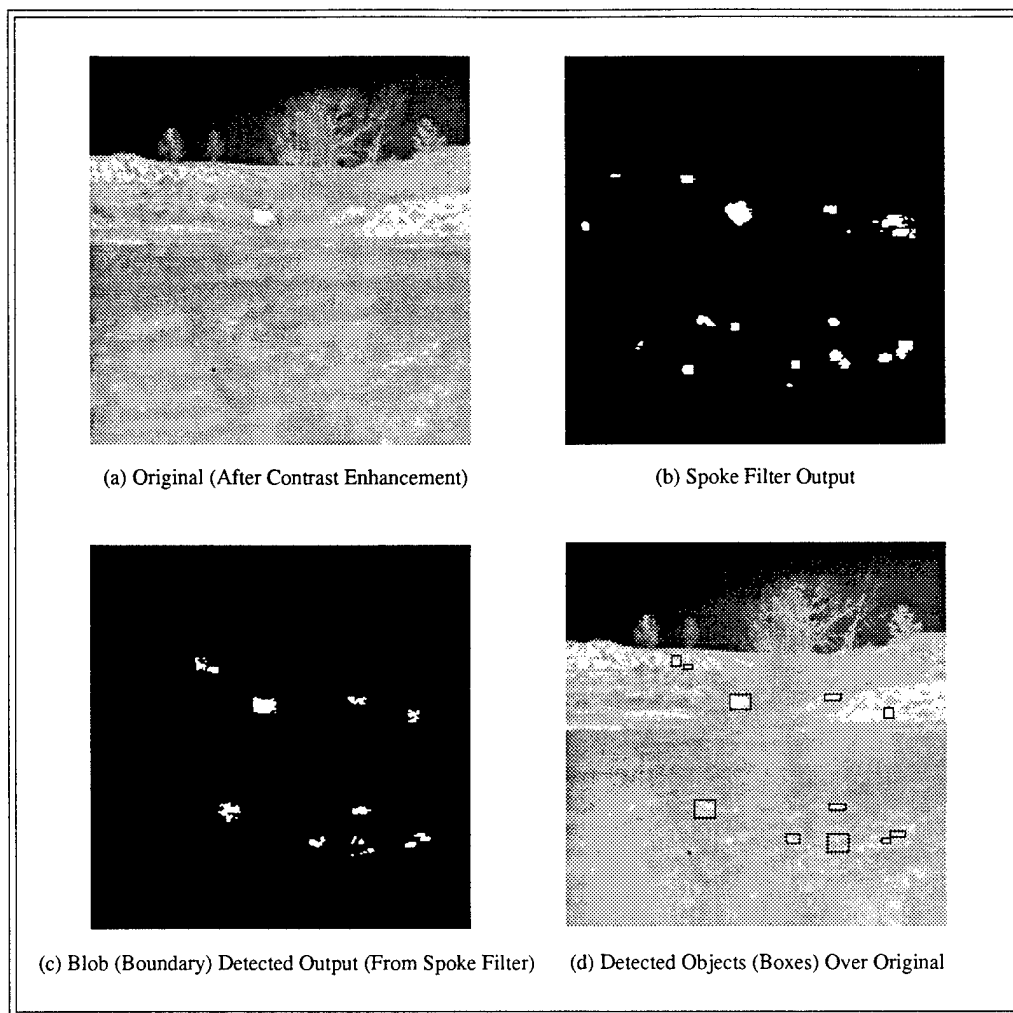 (a) Original (After Contrast Enhancement)
(b) Spoke Filter Output
(c) Blob (Boundary) Detected Output (From Spoke Filter)
(d) Detected Objects (Boxes) Over Original